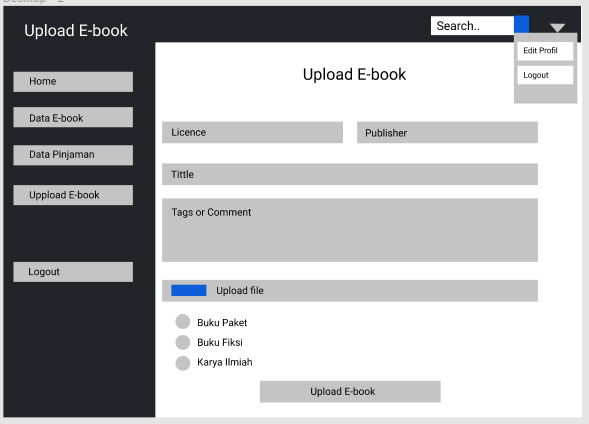 Desktop - 2
Upload E-book
Search..
Edit Profil
Logout
Home
Data E-book
Data Pinjaman
Uppload E-book
Logout
Upload E-book
Licence
Publisher
Tittle
Tags or Comment
Upload file
Buku Paket
Buku Fiksi
Karya Ilmiah
Upload E-book